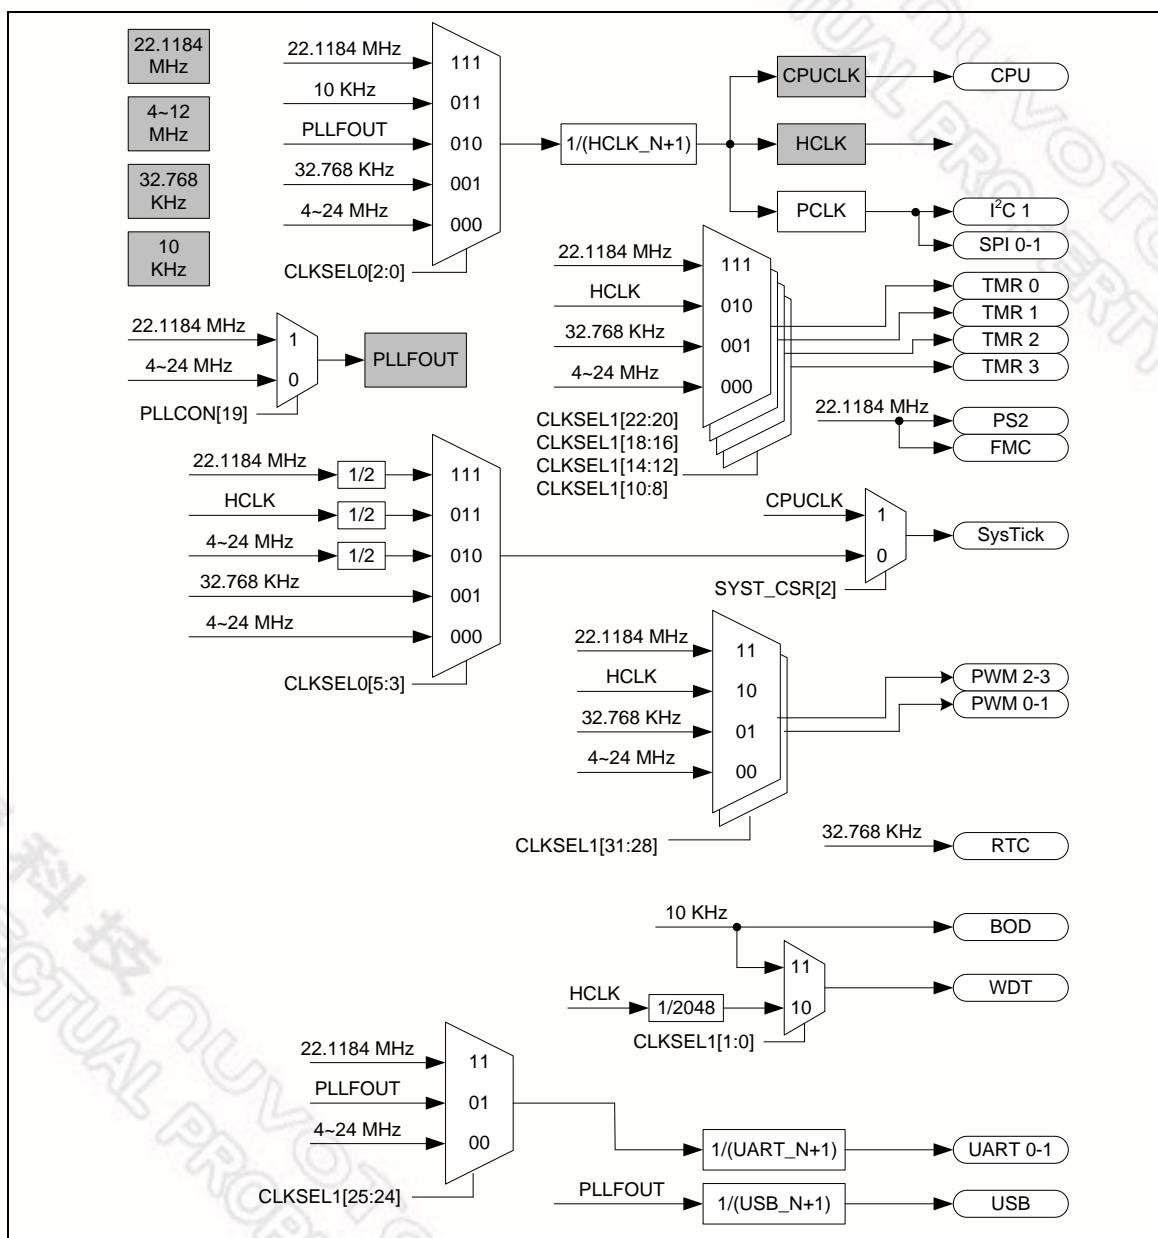 22.1184
MHz
4~12
MHz
32.768
KHz
10
KHz
22.1184 MHz
111
10 KHz
011
PLLFOUT
010
32.768 KHz
001
4~24 MHz
000
CLKSEL0[2:0]
1/(HCLK_N+1)
CPUCLK
CPU
HCLK
PCLK
I²C 1
SPI 0-1
22.1184 MHz
1
4~24 MHz
0
PLLFOUT
PLLCON[19]
22.1184 MHz
111
HCLK
010
32.768 KHz
001
4~24 MHz
000
CLKSEL1[22:20]
CLKSEL1[18:16]
CLKSEL1[14:12]
CLKSEL1[10:8]
TMR 0
TMR 1
TMR 2
TMR 3
22.1184 MHz
PS2
FMC
22.1184 MHz
1/2
111
HCLK
1/2
011
4~24 MHz
1/2
010
32.768 KHz
001
4~24 MHz
000
CLKSEL0[5:3]
CPUCLK
1
0
SYST_CSR[2]
SysTick
22.1184 MHz
11
HCLK
10
32.768 KHz
01
4~24 MHz
00
CLKSEL1[31:28]
PWM 2-3
PWM 0-1
32.768 KHz
RTC
10 KHz
BOD
11
HCLK
1/2048
10
CLKSEL1[1:0]
WDT
22.1184 MHz
11
PLLFOUT
01
4~24 MHz
00
CLKSEL1[25:24]
1/(UART_N+1)
UART 0-1
PLLFOUT
1/(USB_N+1)
USB
科技 nuvoTo
ECTUAL PROP
nuvoto
TUAL PROPERTY